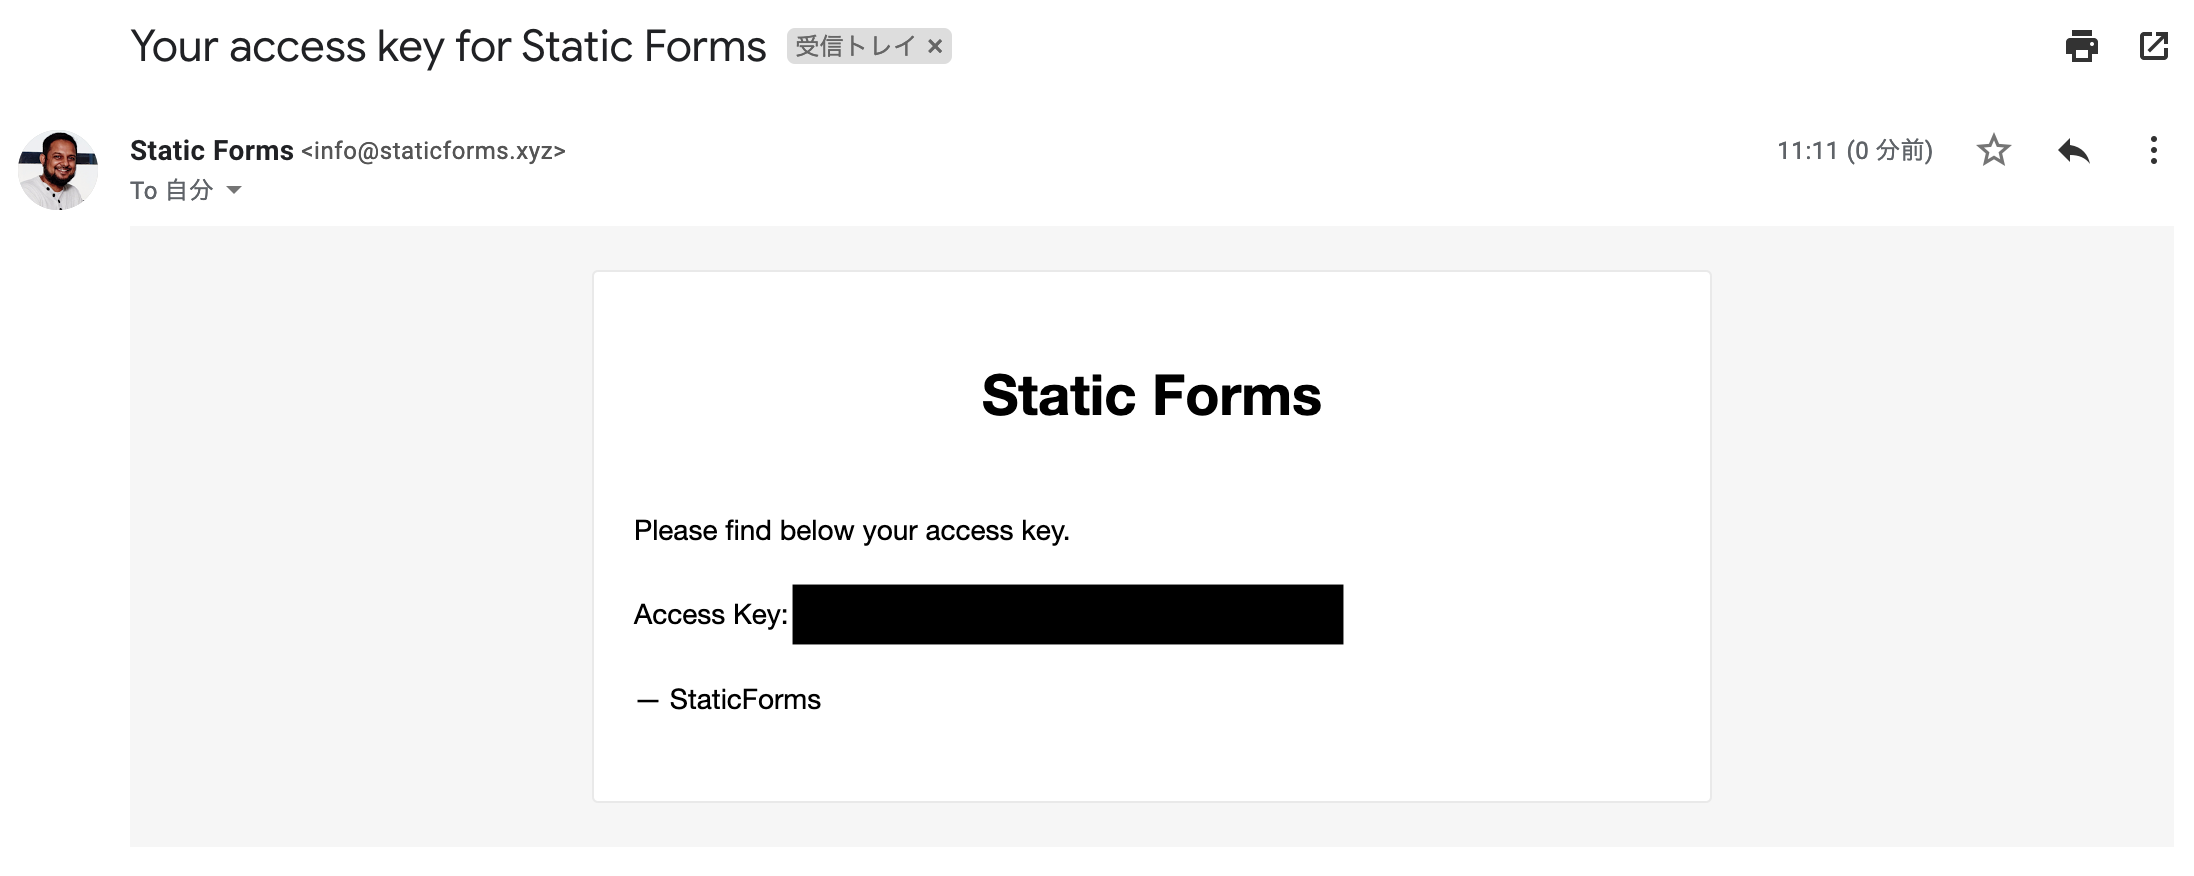 Your access key for Static Forms 受信トレイ ×
Static Forms <info@staticforms.xyz> 11:11 (0 分前)
To 自分
Static Forms
Please find below your access key.
Access Key:
— StaticForms